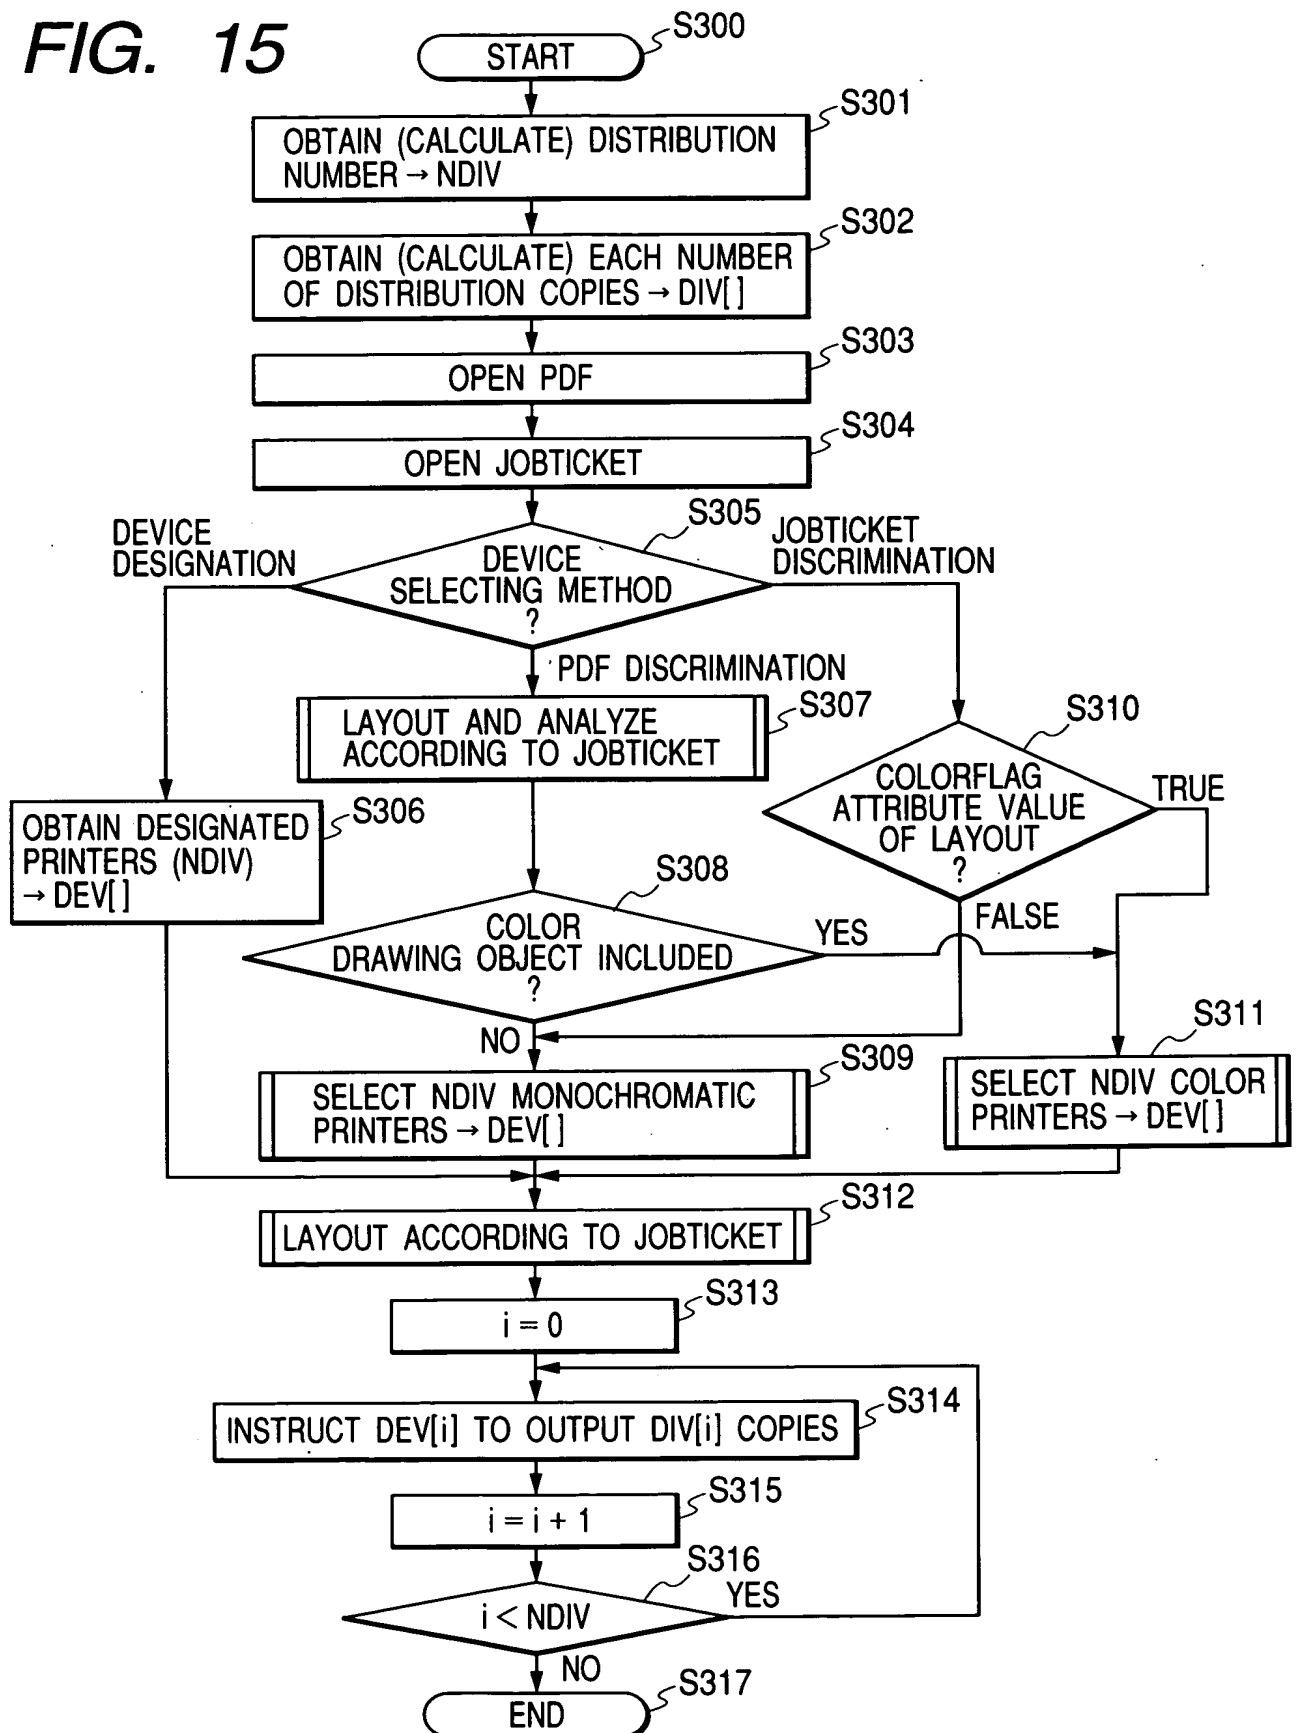 FIG. 15
START
S300
OBTAIN (CALCULATE) DISTRIBUTION
NUMBER → NDIV
S301
OBTAIN (CALCULATE) EACH NUMBER
OF DISTRIBUTION COPIES → DIV[ ]
S302
OPEN PDF
S303
OPEN JOBTICKET
S304
DEVICE
DESIGNATION
DEVICE
SELECTING METHOD
?
S305
JOBTICKET
DISCRIMINATION
PDF DISCRIMINATION
LAYOUT AND ANALYZE
ACCORDING TO JOBTICKET
S307
COLORFLAG
ATTRIBUTE VALUE
OF LAYOUT
?
S310
TRUE
FALSE
OBTAIN DESIGNATED
PRINTERS (NDIV)
→ DEV[ ]
S306
COLOR
DRAWING OBJECT INCLUDED
?
S308
YES
NO
SELECT NDIV MONOCHROMATIC
PRINTERS → DEV[ ]
S309
SELECT NDIV COLOR
PRINTERS → DEV[ ]
S311
LAYOUT ACCORDING TO JOBTICKET
S312
i = 0
S313
INSTRUCT DEV[i] TO OUTPUT DIV[i] COPIES
S314
i = i + 1
S315
i < NDIV
S316
YES
NO
END
S317